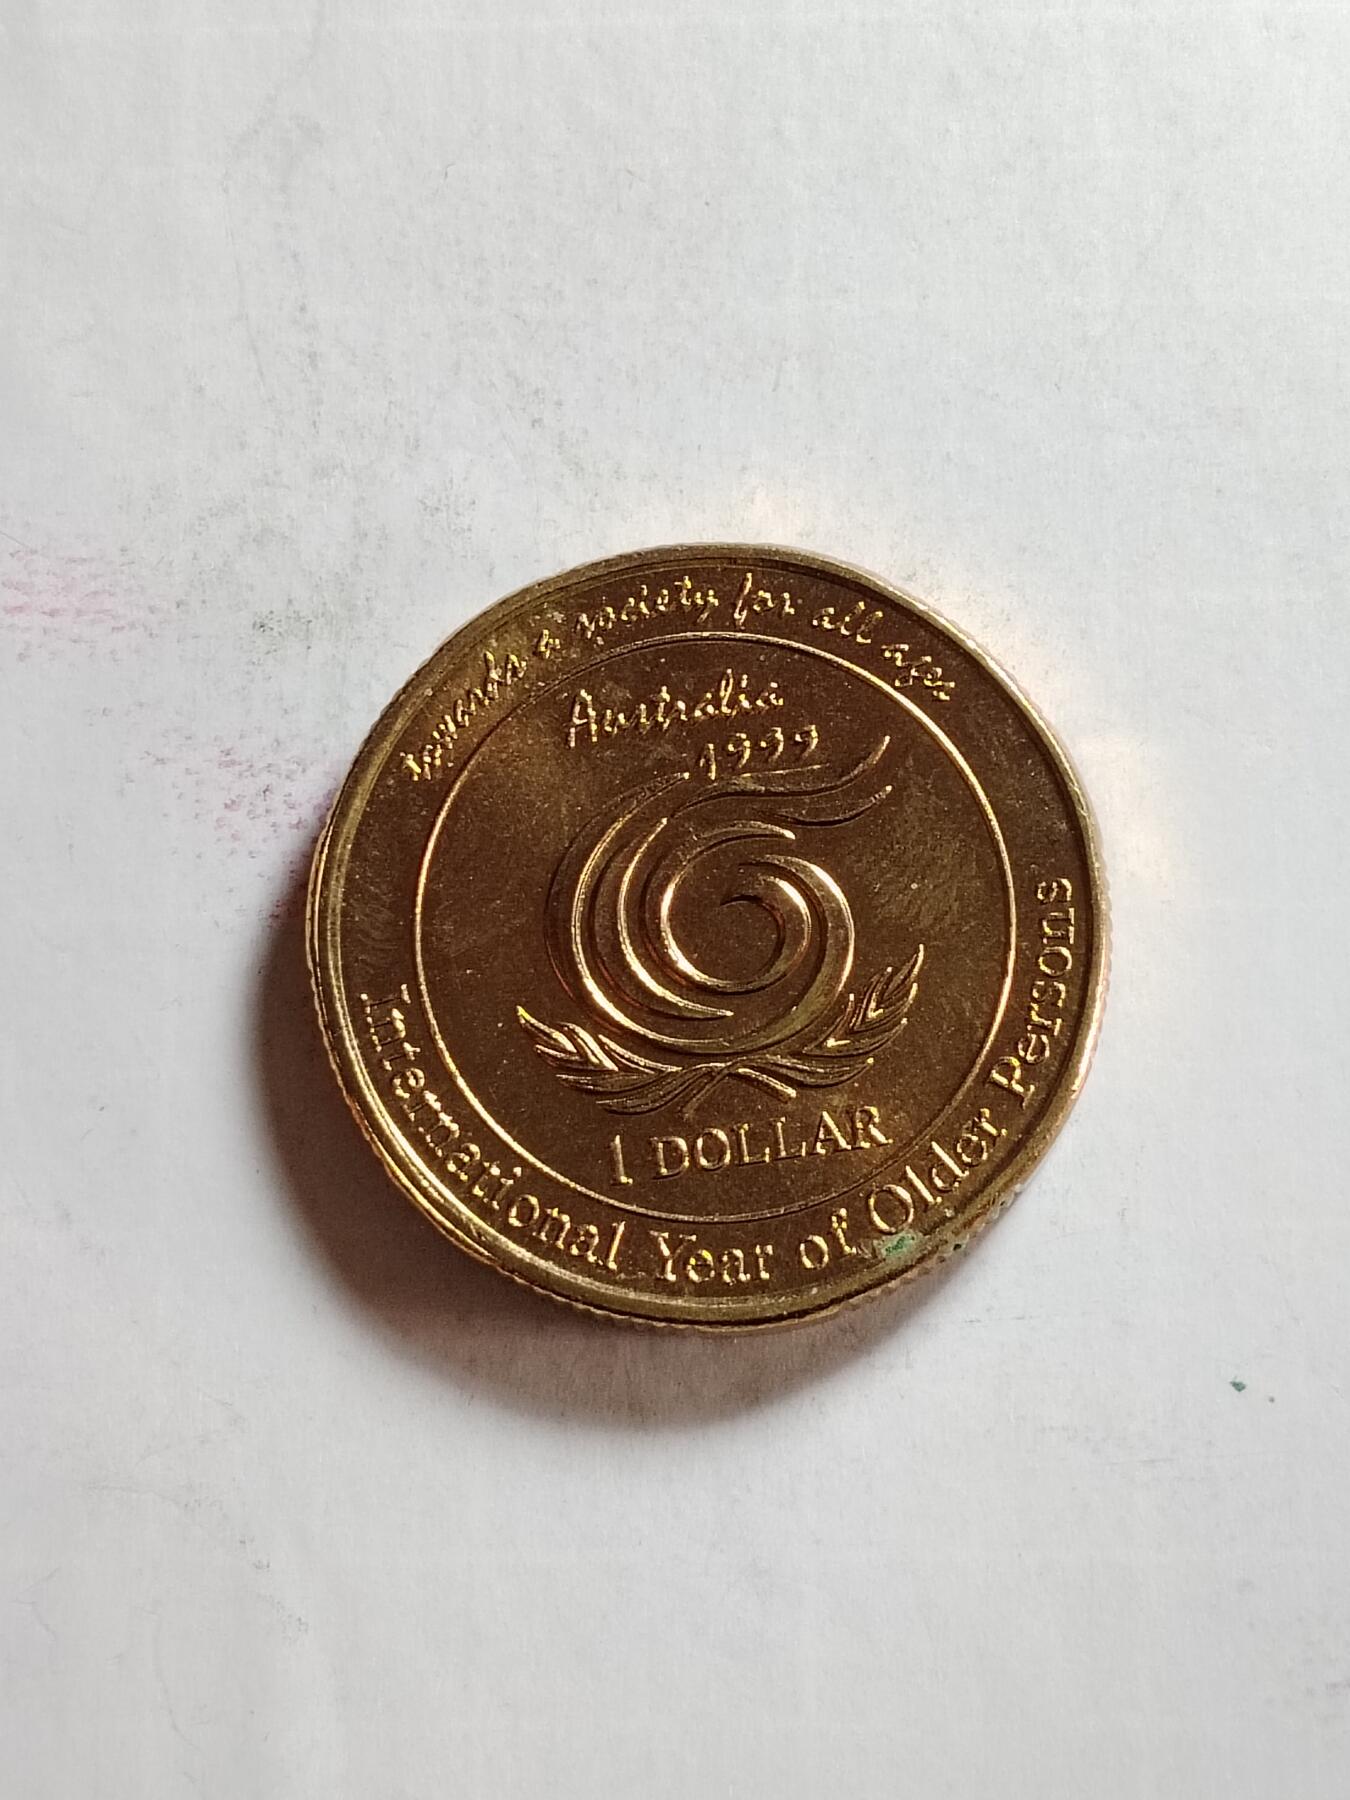 towards a society for all ages
Australia
1999
1 DOLLAR
International Year of Older Persons